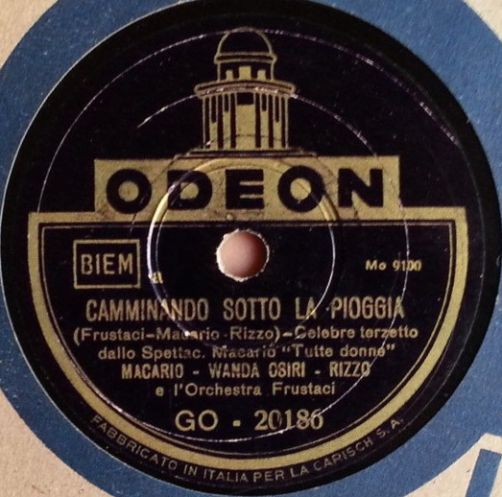 ODEON
BIEM
a
Mo 9100
CAMMINANDO SOTTO LA PIOGGIA
(Frustaci-Macario-Rizzo)-Celebre terzetto
dallo Spettac. Macario "Tutte donne"
MACARIO - WANDA OSIRI - RIZZO
e l'Orchestra Frustaci
GO - 20186
FABBRICATO IN ITALIA PER LA CAPISCH S. A.